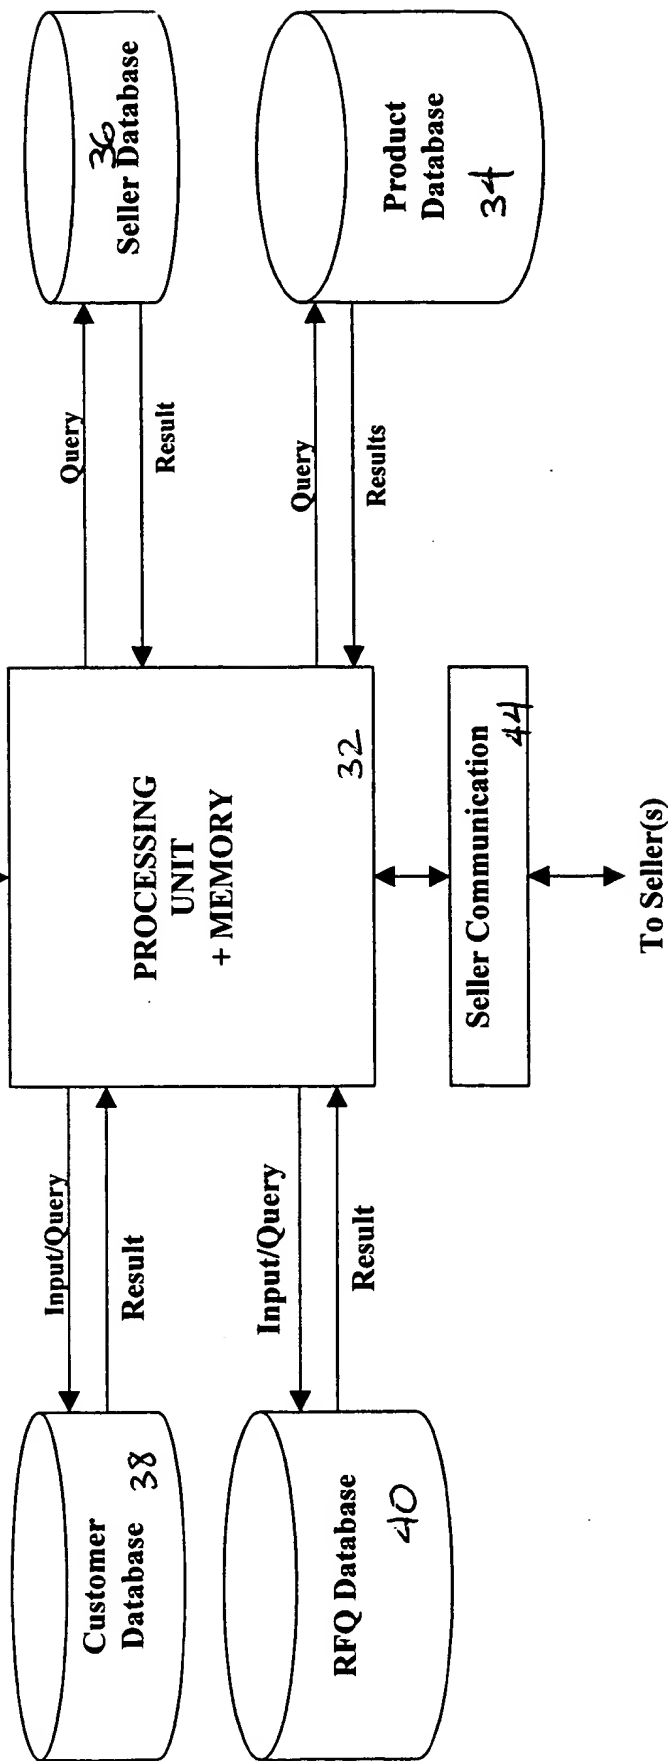 Customer
Database 38
Input/Query
Result
RFQ Database
40
Input/Query
Result
PROCESSING
UNIT
+ MEMORY
32
Query
Result
36
Seller Database
Query
Results
Product
Database
34
Seller Communication
44
To Seller(s)